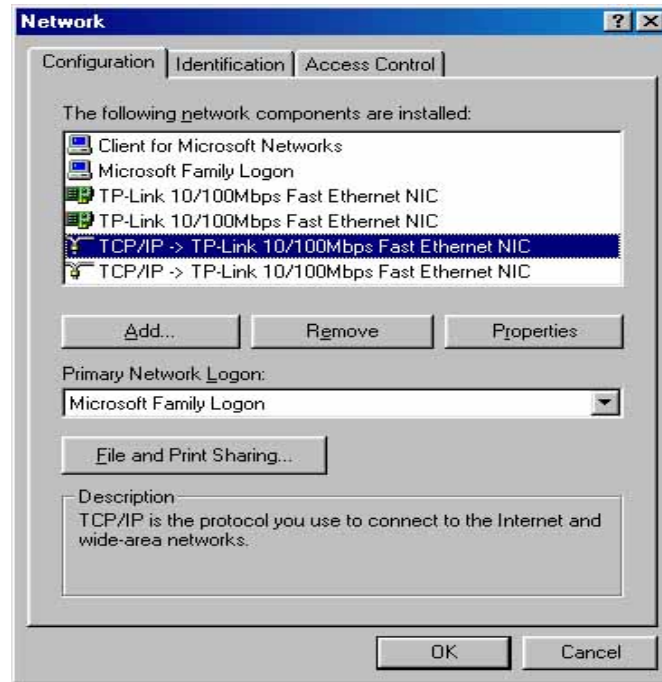 Network
Configuration Identification Access Control
The following network components are installed:
Client for Microsoft Networks
Microsoft Family Logon
TP-Link 10/100Mbps Fast Ethernet NIC
TP-Link 10/100Mbps Fast Ethernet NIC
TCP/IP -> TP-Link 10/100Mbps Fast Ethernet NIC
TCP/IP -> TP-Link 10/100Mbps Fast Ethernet NIC
Add... Remove Properties
Primary Network Logon:
Microsoft Family Logon
File and Print Sharing...
Description
TCP/IP is the protocol you use to connect to the Internet and
wide-area networks.
OK Cancel